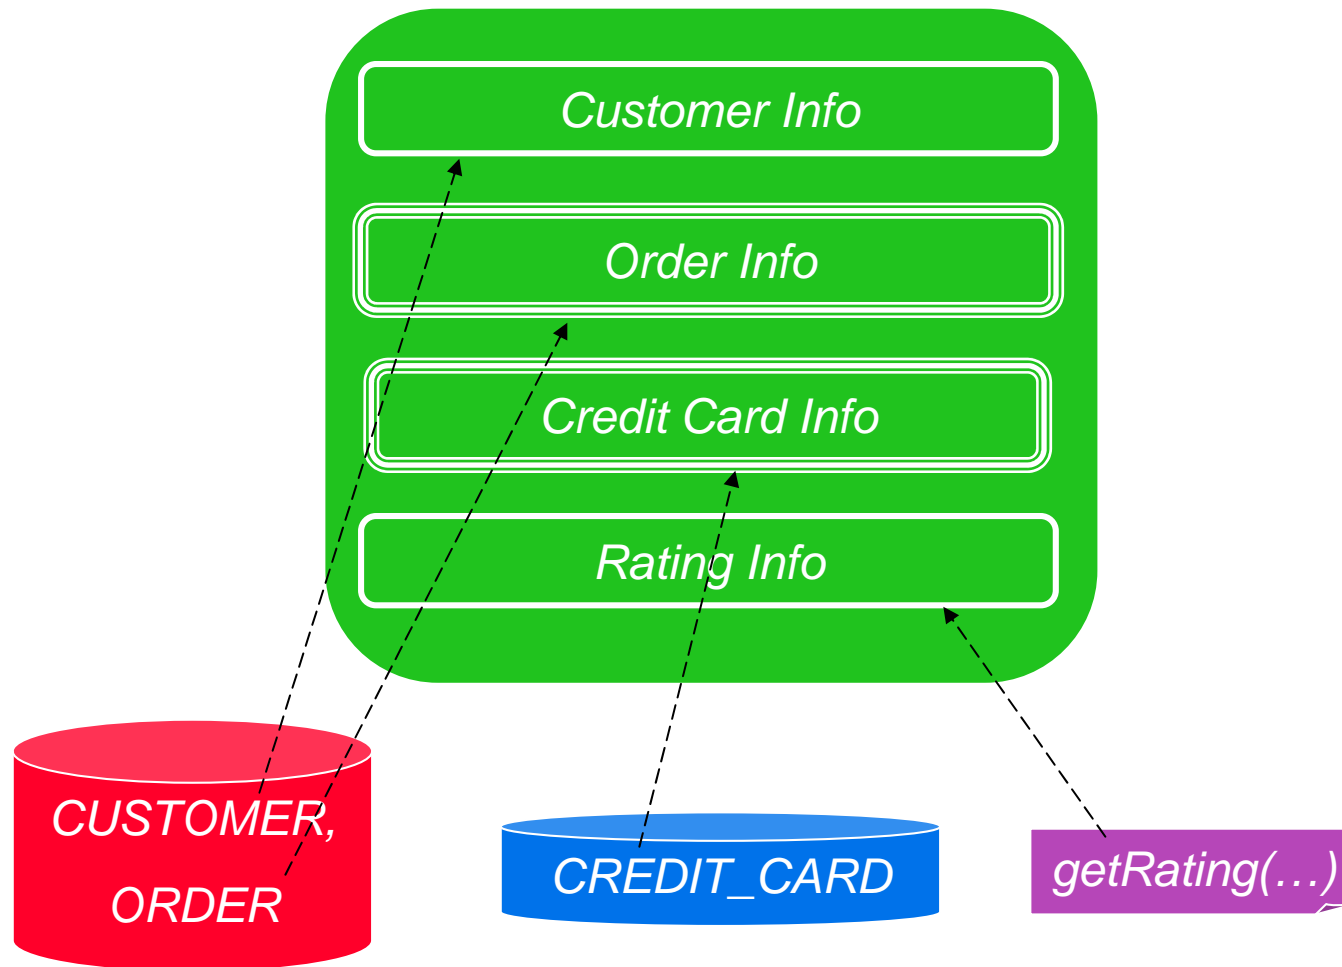 Customer Info
Order Info
Credit Card Info
Rating Info
CUSTOMER,
ORDER
CREDIT_CARD
getRating(…)